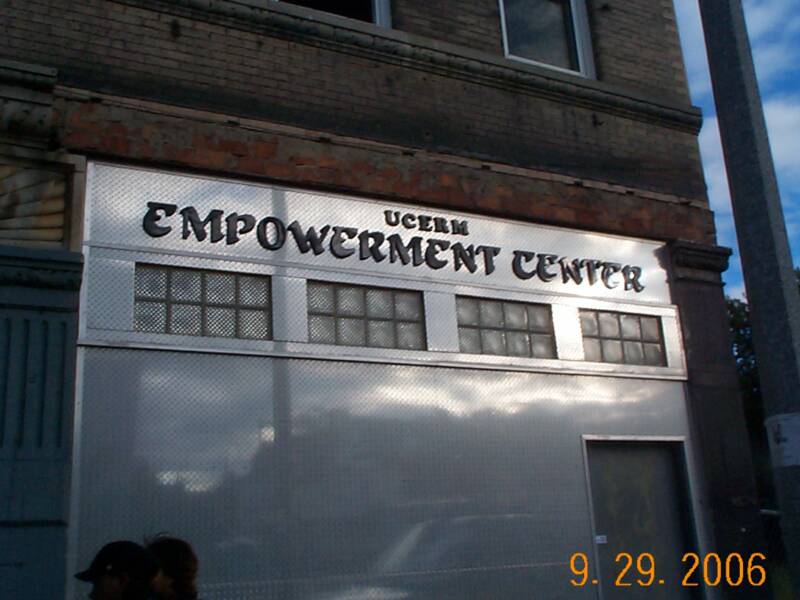 UCERM
EMPOWERMENT CENTER
9. 29. 2006